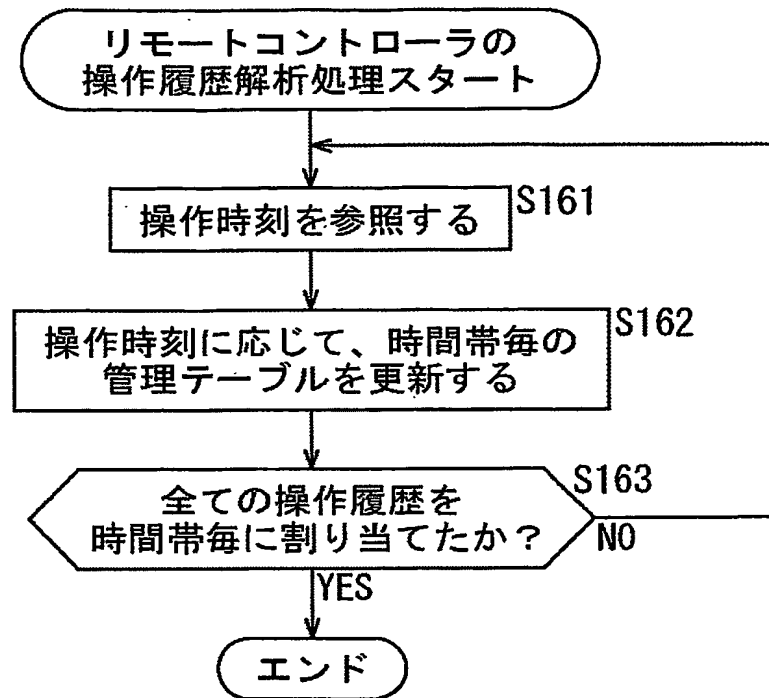 リモートコントローラの
操作履歴解析処理スタート
操作時刻を参照する
S161
操作時刻に応じて、時間帯毎の
管理テーブルを更新する
S162
全ての操作履歴を
時間帯毎に割り当てたか？
S163
NO
YES
エンド